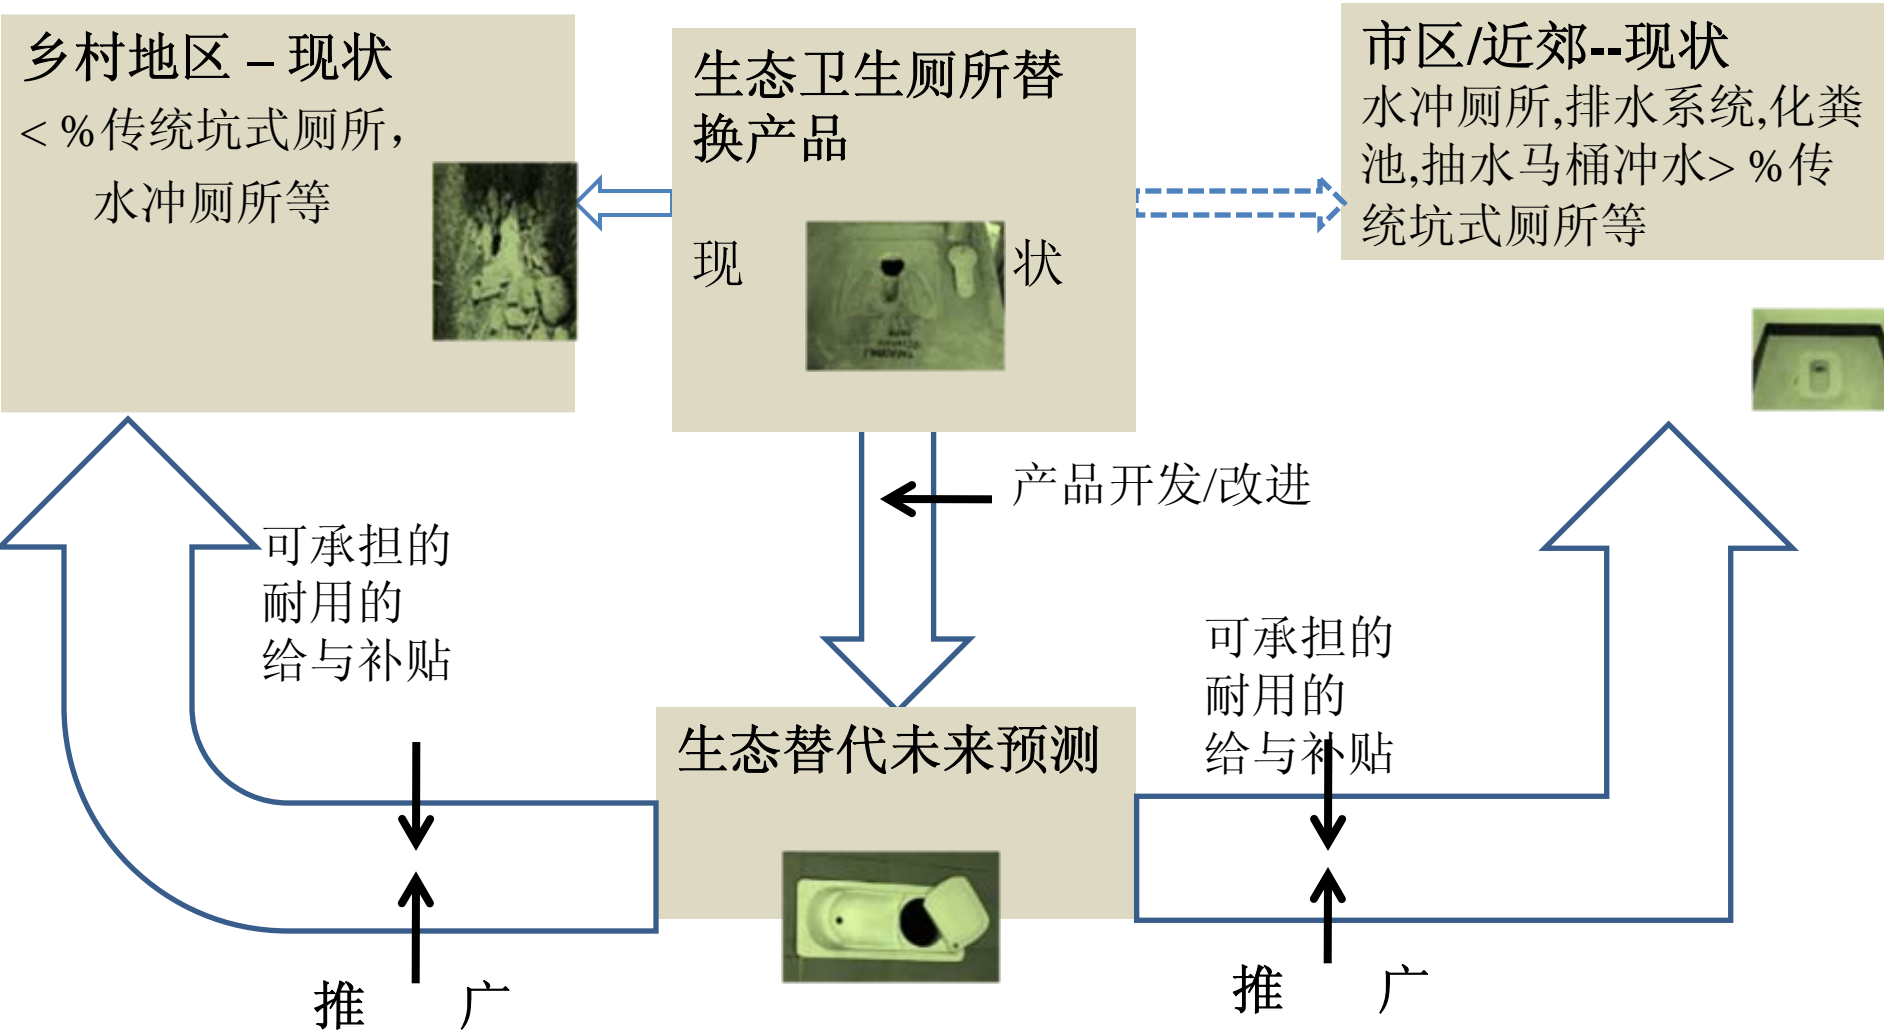 乡村地区 – 现状
< %传统坑式厕所，
水冲厕所等
生态卫生厕所替
换产品
现 状
市区/近郊--现状
水冲厕所,排水系统,化粪
池,抽水马桶冲水> %传
统坑式厕所等
产品开发/改进
可承担的
耐用的
给与补贴
可承担的
耐用的
给与补贴
生态替代未来预测
推 广
推 广